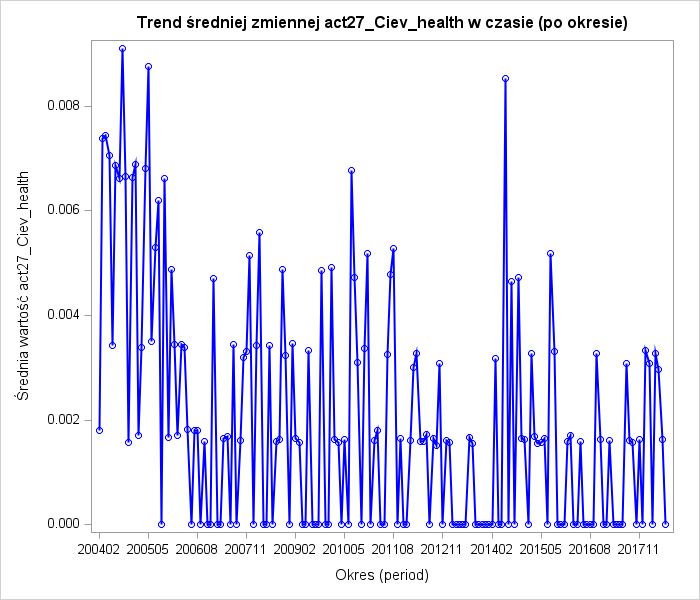 Trend średniej zmiennej act27_Ciev_health w czasie (po okresie)
Średnia wartość act27_Ciev_health
0.008
0.006
0.004
0.002
0.000
200402 200505 200608 200711 200902 201005 201108 201211 201402 201505 201608 201711
Okres (period)